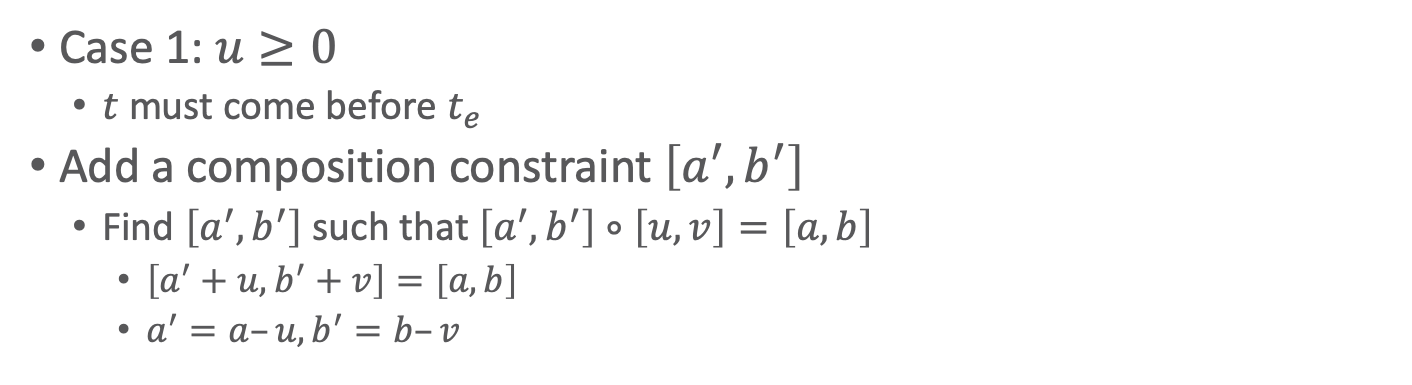 • Case 1: 𝑢 ≥ 0
• 𝑡 must come before 𝑡ₑ
• Add a composition constraint [𝑎′, 𝑏′]
• Find [𝑎′, 𝑏′] such that [𝑎′, 𝑏′] ∘ [𝑢, 𝑣] = [𝑎, 𝑏]
• [𝑎′ + 𝑢, 𝑏′ + 𝑣] = [𝑎, 𝑏]
• 𝑎′ = 𝑎– 𝑢, 𝑏′ = 𝑏– 𝑣